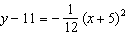 y − 11 = − 1/12 (x + 5)²